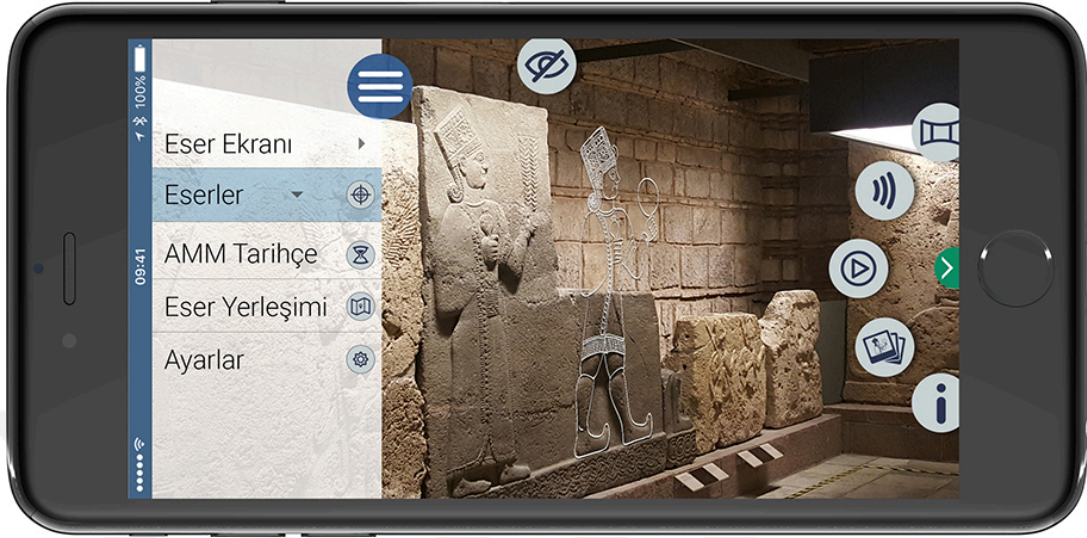 100%
09:41
Eser Ekranı
Eserler
AMM Tarihçe
Eser Yerleşimi
Ayarlar